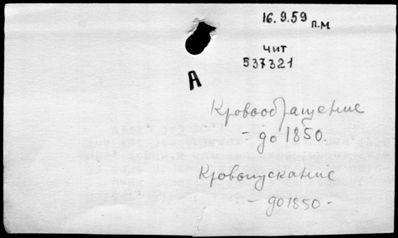 16.9.59 п.м
чит
537321
А
Кровообращение
- до 1850.
Кровопускание
- до 1850 -